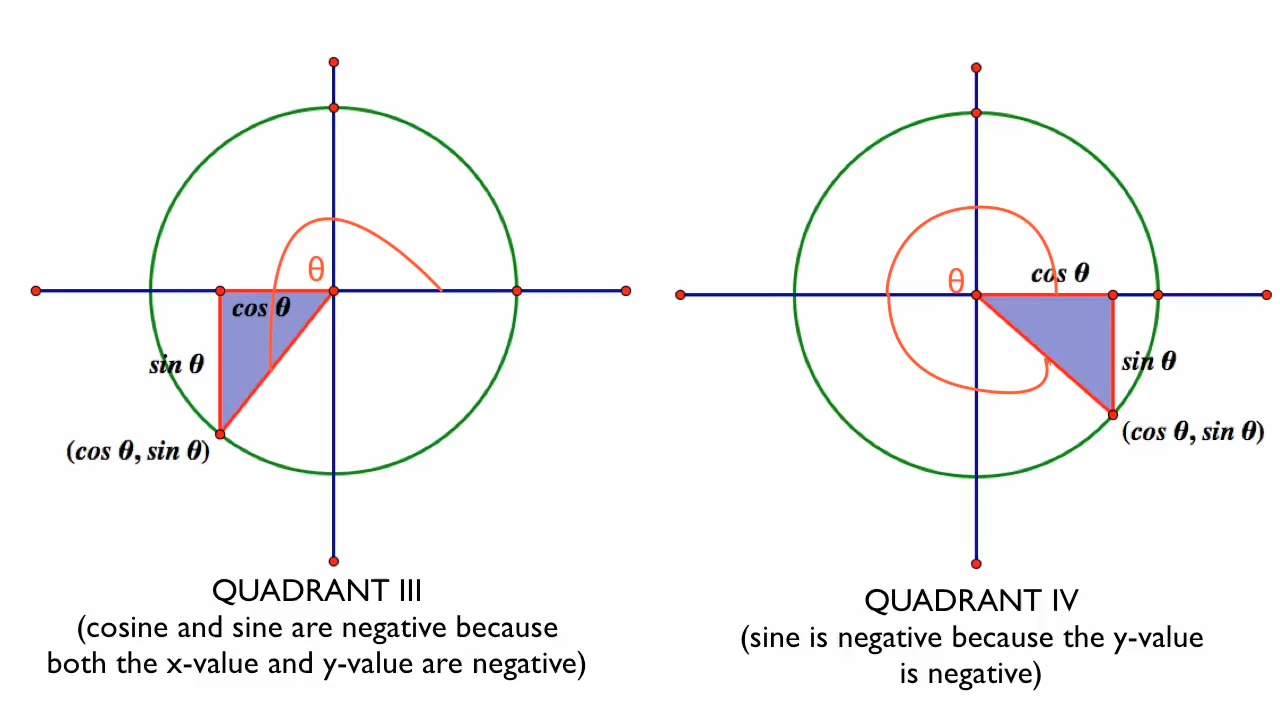 θ
cos θ
sin θ
(cos θ, sin θ)
QUADRANT III
(cosine and sine are negative because
both the x-value and y-value are negative)
cos θ
θ
sin θ
(cos θ, sin θ)
QUADRANT IV
(sine is negative because the y-value
is negative)